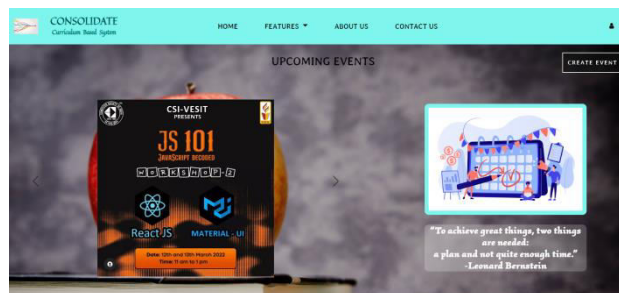 CONSOLIDATE
Curriculum Based System
HOME
FEATURES
ABOUT US
CONTACT US
UPCOMING EVENTS
CREATE EVENT
CSI-VESIT
PRESENTS
JS 101
JAVASCRIPT DECODED
WORKSHOP-2
React JS
MATERIAL - UI
Date: 12th and 13th March 2022
Time: 11 am to 1 pm
"To achieve great things, two things
are needed:
a plan and not quite enough time."
-Leonard Bernstein